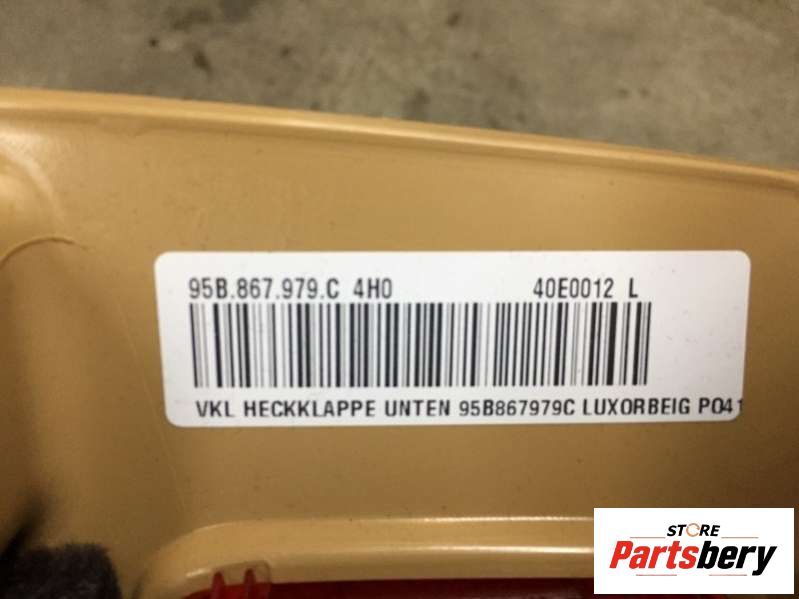 95B.867.979.C 4H0 40E0012 L
VKL HECKKLAPPE UNTEN 95B867979C LUXORBEIG PO41
STORE
Partsbery